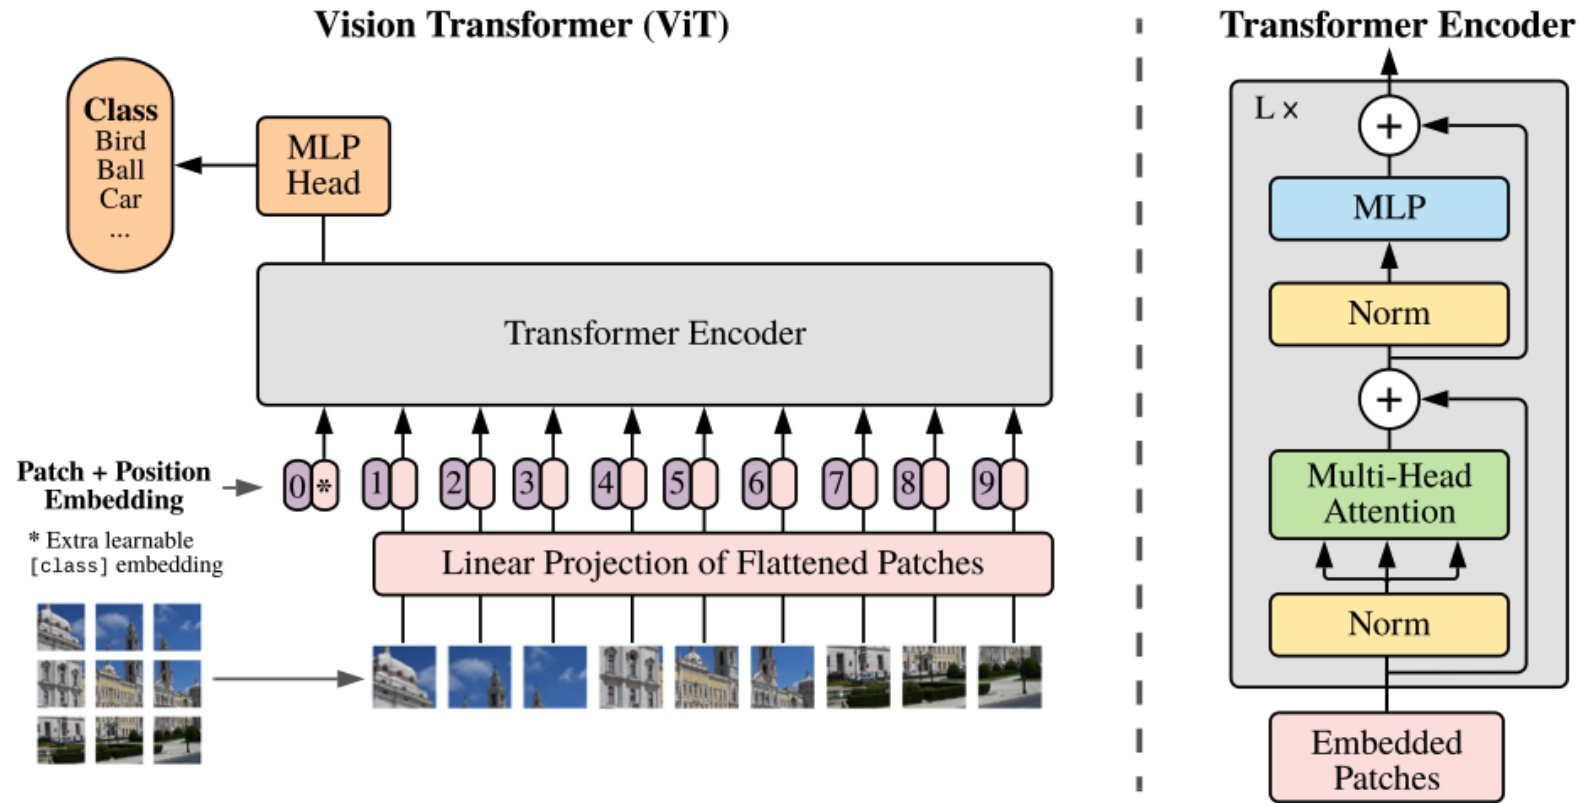 Vision Transformer (ViT)
Class
Bird
Ball
Car
...
MLP
Head
Transformer Encoder
Patch + Position
Embedding
* Extra learnable
[class] embedding
0 * 1 2 3 4 5 6 7 8 9
Linear Projection of Flattened Patches
Transformer Encoder
L x
+
MLP
Norm
+
Multi-Head
Attention
Norm
Embedded
Patches